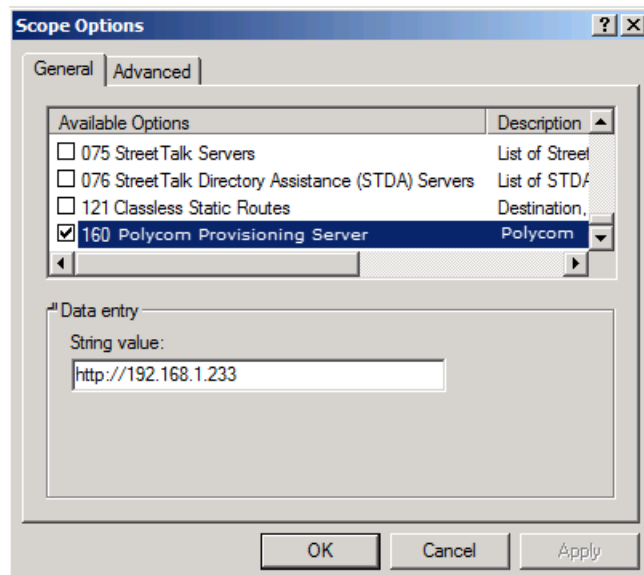 Scope Options
General Advanced
Available Options Description
075 StreetTalk Servers List of Street
076 StreetTalk Directory Assistance (STDA) Servers List of STDA
121 Classless Static Routes Destination,
160 Polycom Provisioning Server Polycom
Data entry
String value:
http://192.168.1.233
OK Cancel Apply